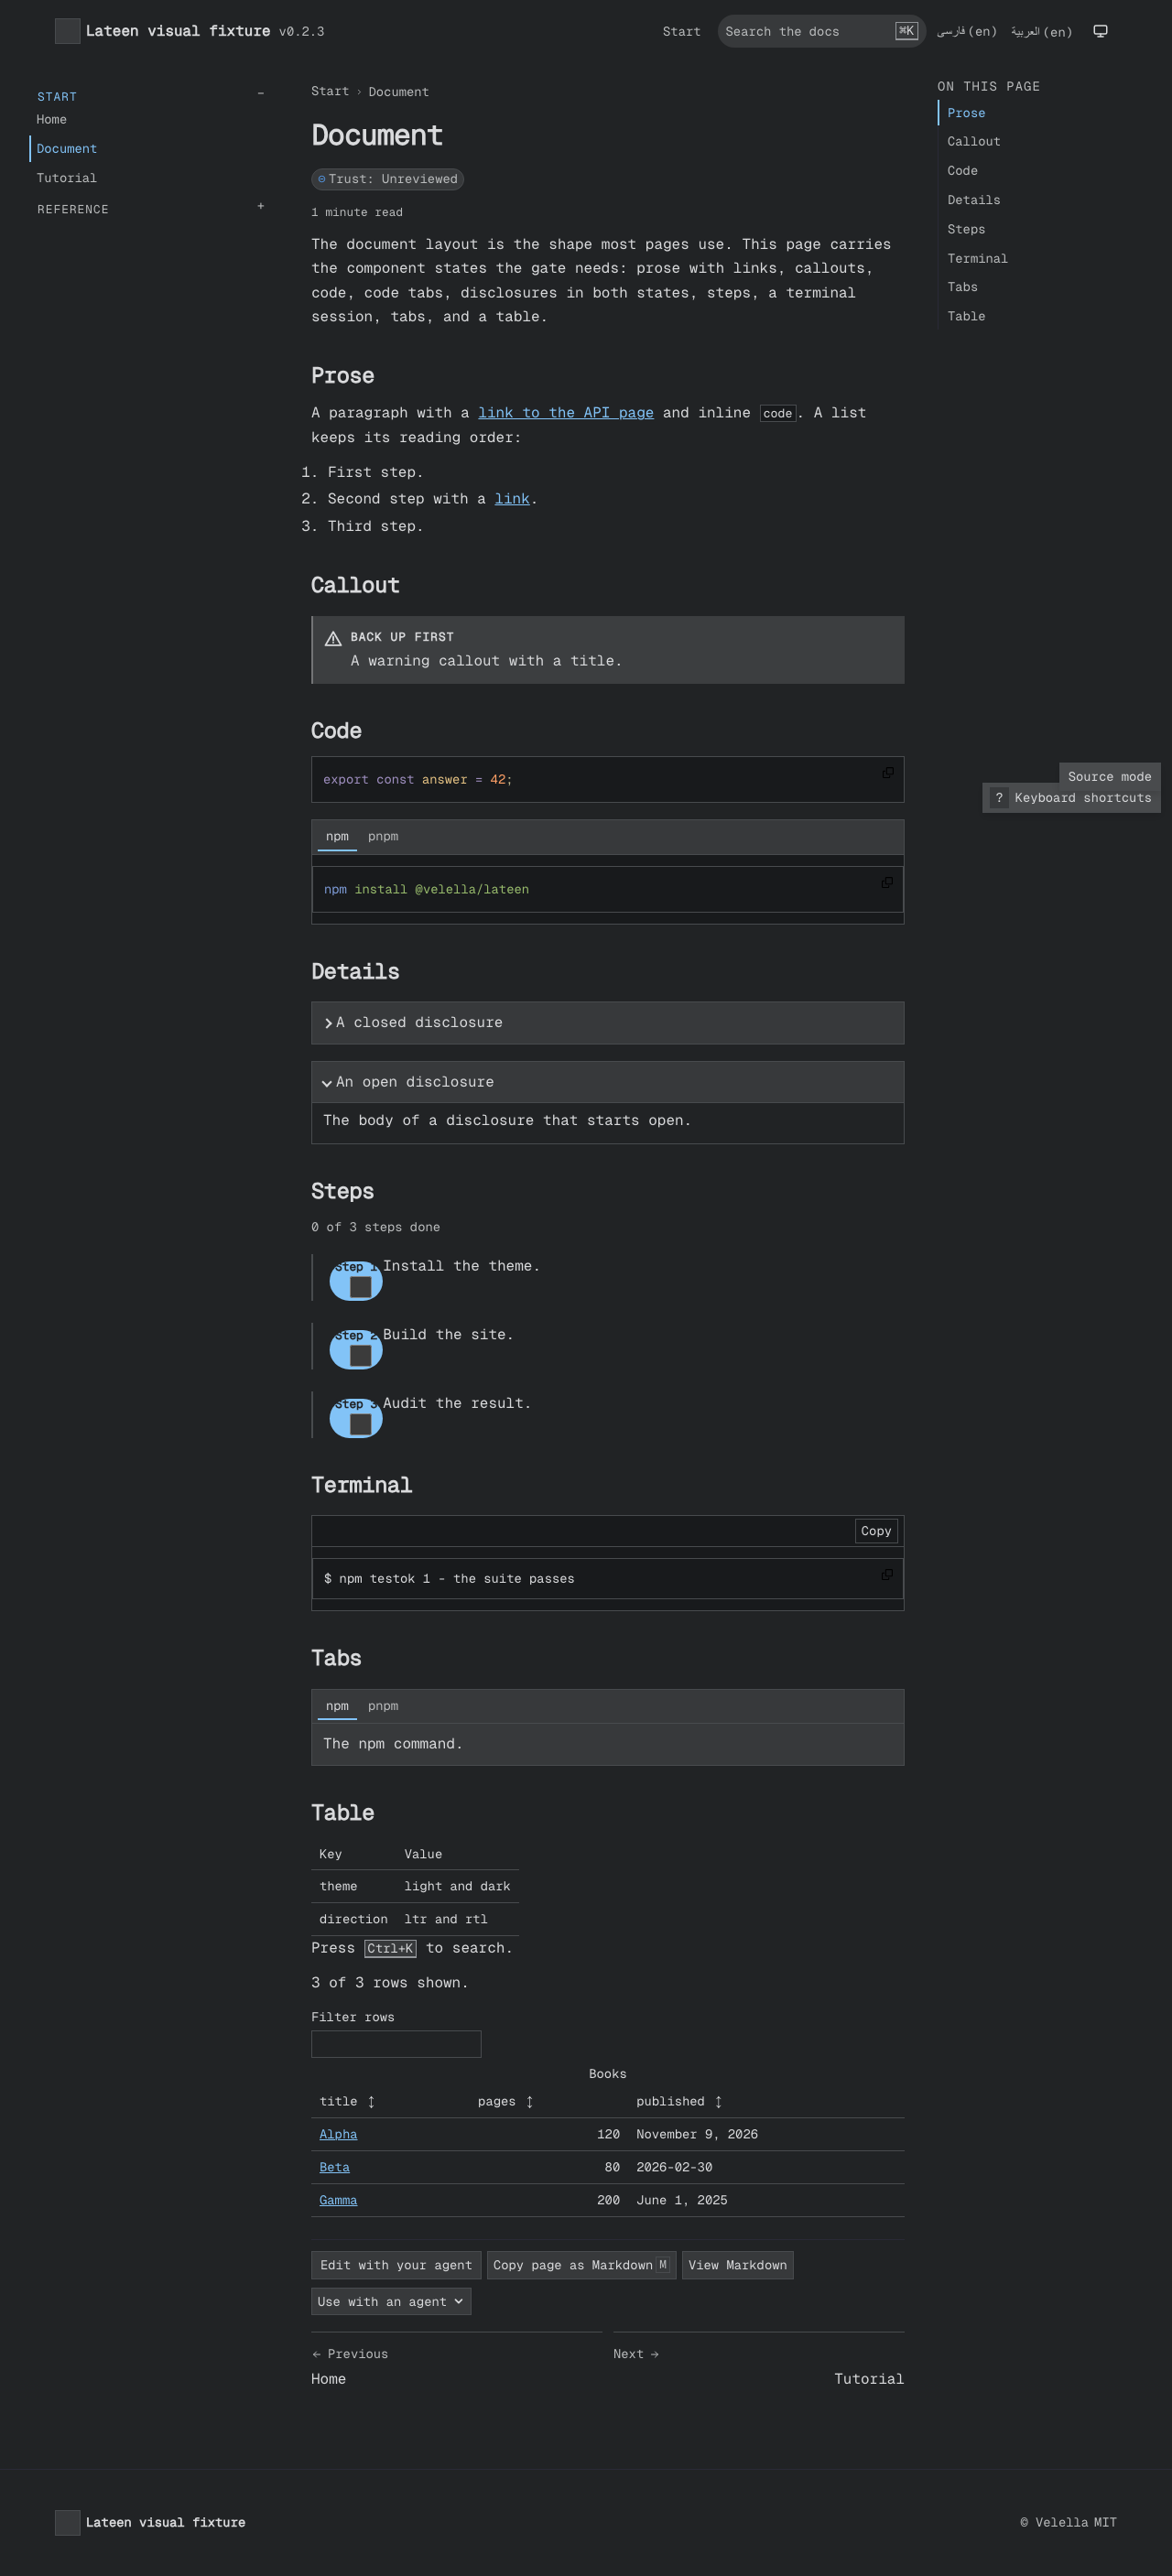 Lateen visual fixture v0.2.3
Start
Search the docs ⌘K
فارسی (en)
العربية (en)
START −
Home
Document
Tutorial
REFERENCE +
Start › Document
Document
Trust: Unreviewed
1 minute read
The document layout is the shape most pages use. This page carries
the component states the gate needs: prose with links, callouts,
code, code tabs, disclosures in both states, steps, a terminal
session, tabs, and a table.
Prose
A paragraph with a link to the API page and inline code. A list
keeps its reading order:
1. First step.
2. Second step with a link.
3. Third step.
Callout
BACK UP FIRST
A warning callout with a title.
Code
export const answer = 42;
npm pnpm
npm install @velella/lateen
Details
A closed disclosure
An open disclosure
The body of a disclosure that starts open.
Steps
0 of 3 steps done
Step 1 Install the theme.
Step 2 Build the site.
Step 3 Audit the result.
Terminal
Copy
$ npm testok 1 - the suite passes
Tabs
npm pnpm
The npm command.
Table
Key Value
theme light and dark
direction ltr and rtl
Press Ctrl+K to search.
3 of 3 rows shown.
Filter rows
Books
title ↕ pages ↕ published ↕
Alpha 120 November 9, 2026
Beta 80 2026-02-30
Gamma 200 June 1, 2025
Edit with your agent Copy page as Markdown M View Markdown
Use with an agent
← Previous Next →
Home Tutorial
ON THIS PAGE
Prose
Callout
Code
Details
Steps
Terminal
Tabs
Table
Source mode
? Keyboard shortcuts
Lateen visual fixture
© Velella MIT